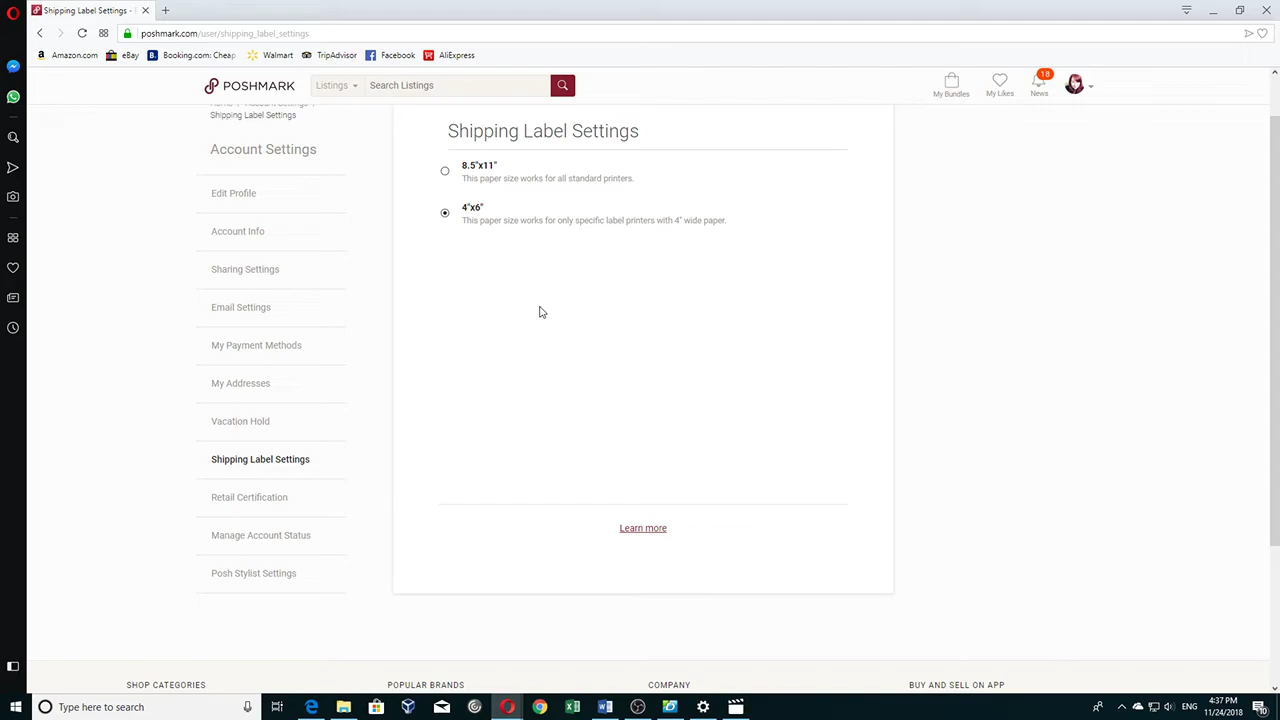 Shipping Label Settings -
poshmark.com/user/shipping_label_settings
Amazon.com eBay Booking.com: Cheap Walmart TripAdvisor Facebook AliExpress
POSHMARK Listings Search Listings My Bundles My Likes 18 News
Home Account Settings
Shipping Label Settings
Account Settings
Edit Profile
Account Info
Sharing Settings
Email Settings
My Payment Methods
My Addresses
Vacation Hold
Shipping Label Settings
Retail Certification
Manage Account Status
Posh Stylist Settings
Shipping Label Settings
8.5"x11"
This paper size works for all standard printers.
4"x6"
This paper size works for only specific label printers with 4" wide paper.
Learn more
SHOP CATEGORIES POPULAR BRANDS COMPANY BUY AND SELL ON APP
Type here to search
4:37 PM
11/24/2018